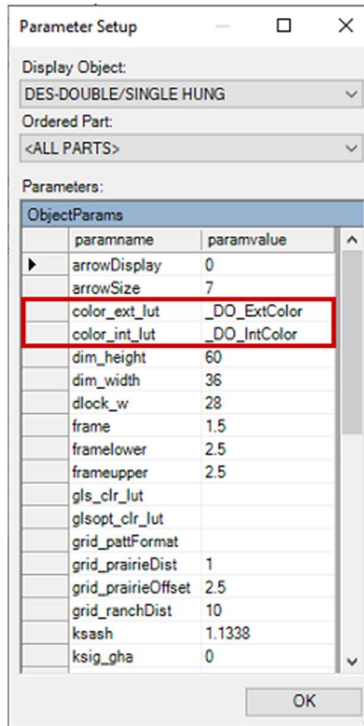 Parameter Setup
Display Object:
DES-DOUBLE/SINGLE HUNG
Ordered Part:
<ALL PARTS>
Parameters:
ObjectParams
paramname paramvalue
arrowDisplay 0
arrowSize 7
color_ext_lut _DO_ExtColor
color_int_lut _DO_IntColor
dim_height 60
dim_width 36
dlock_w 28
frame 1.5
framelower 2.5
frameupper 2.5
gls_clr_lut
glsopt_clr_lut
grid_pattFormat
grid_prairieDist 1
grid_prairieOffset 2.5
grid_ranchDist 10
ksash 1.1338
ksig_gha 0
OK